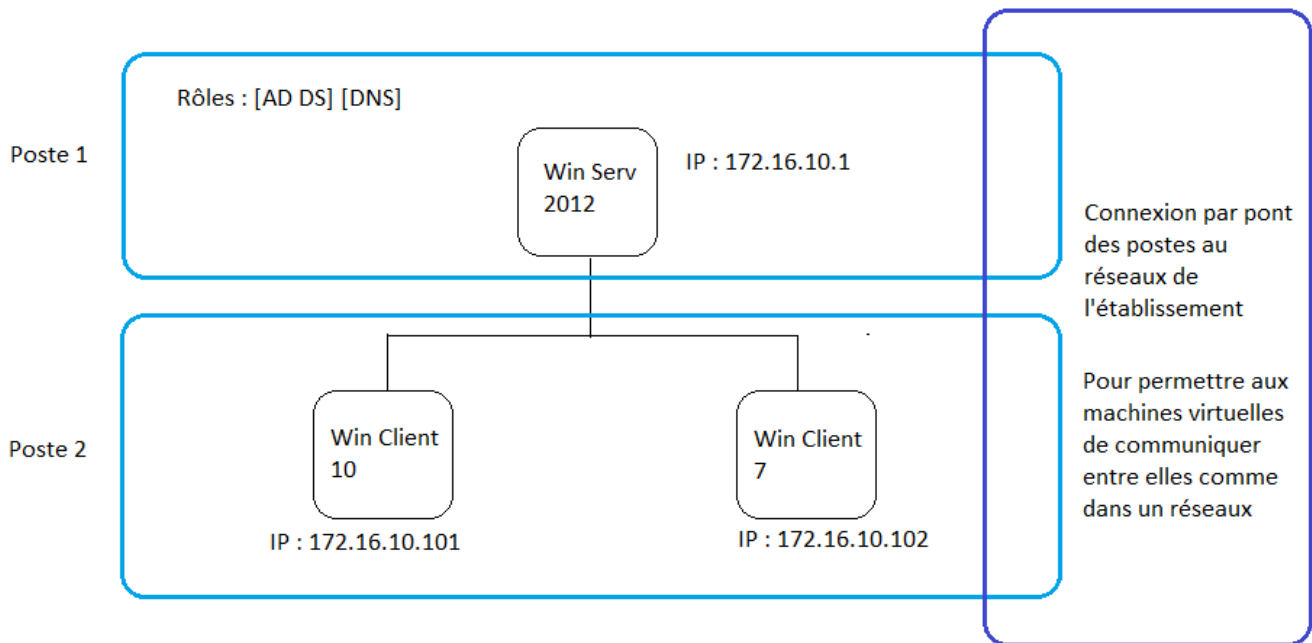 Rôles : [AD DS] [DNS]
Poste 1
Win Serv
2012
IP : 172.16.10.1
Connexion par pont
des postes au
réseaux de
l'établissement
Pour permettre aux
machines virtuelles
de communiquer
entre elles comme
dans un réseaux
Poste 2
Win Client
10
IP : 172.16.10.101
Win Client
7
IP : 172.16.10.102